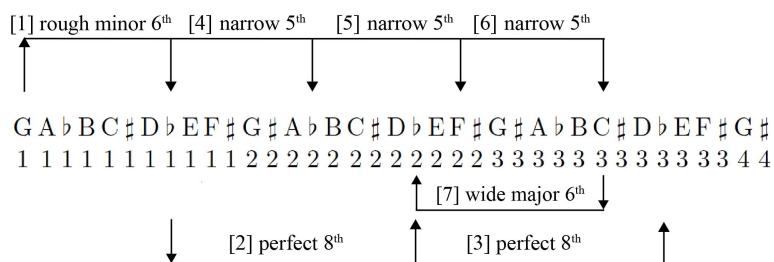 [1] rough minor 6th [4] narrow 5th [5] narrow 5th [6] narrow 5th
G A ♭ B C ♯ D ♭ E F ♯ G ♯ A ♭ B C ♯ D ♭ E F ♯ G ♯ A ♭ B C ♯ D ♭ E F ♯ G ♯
1 1 1 1 1 1 1 1 1 1 1 2 2 2 2 2 2 2 2 2 2 2 2 3 3 3 3 3 3 3 3 3 3 3 3 4 4
[7] wide major 6th
[2] perfect 8th [3] perfect 8th